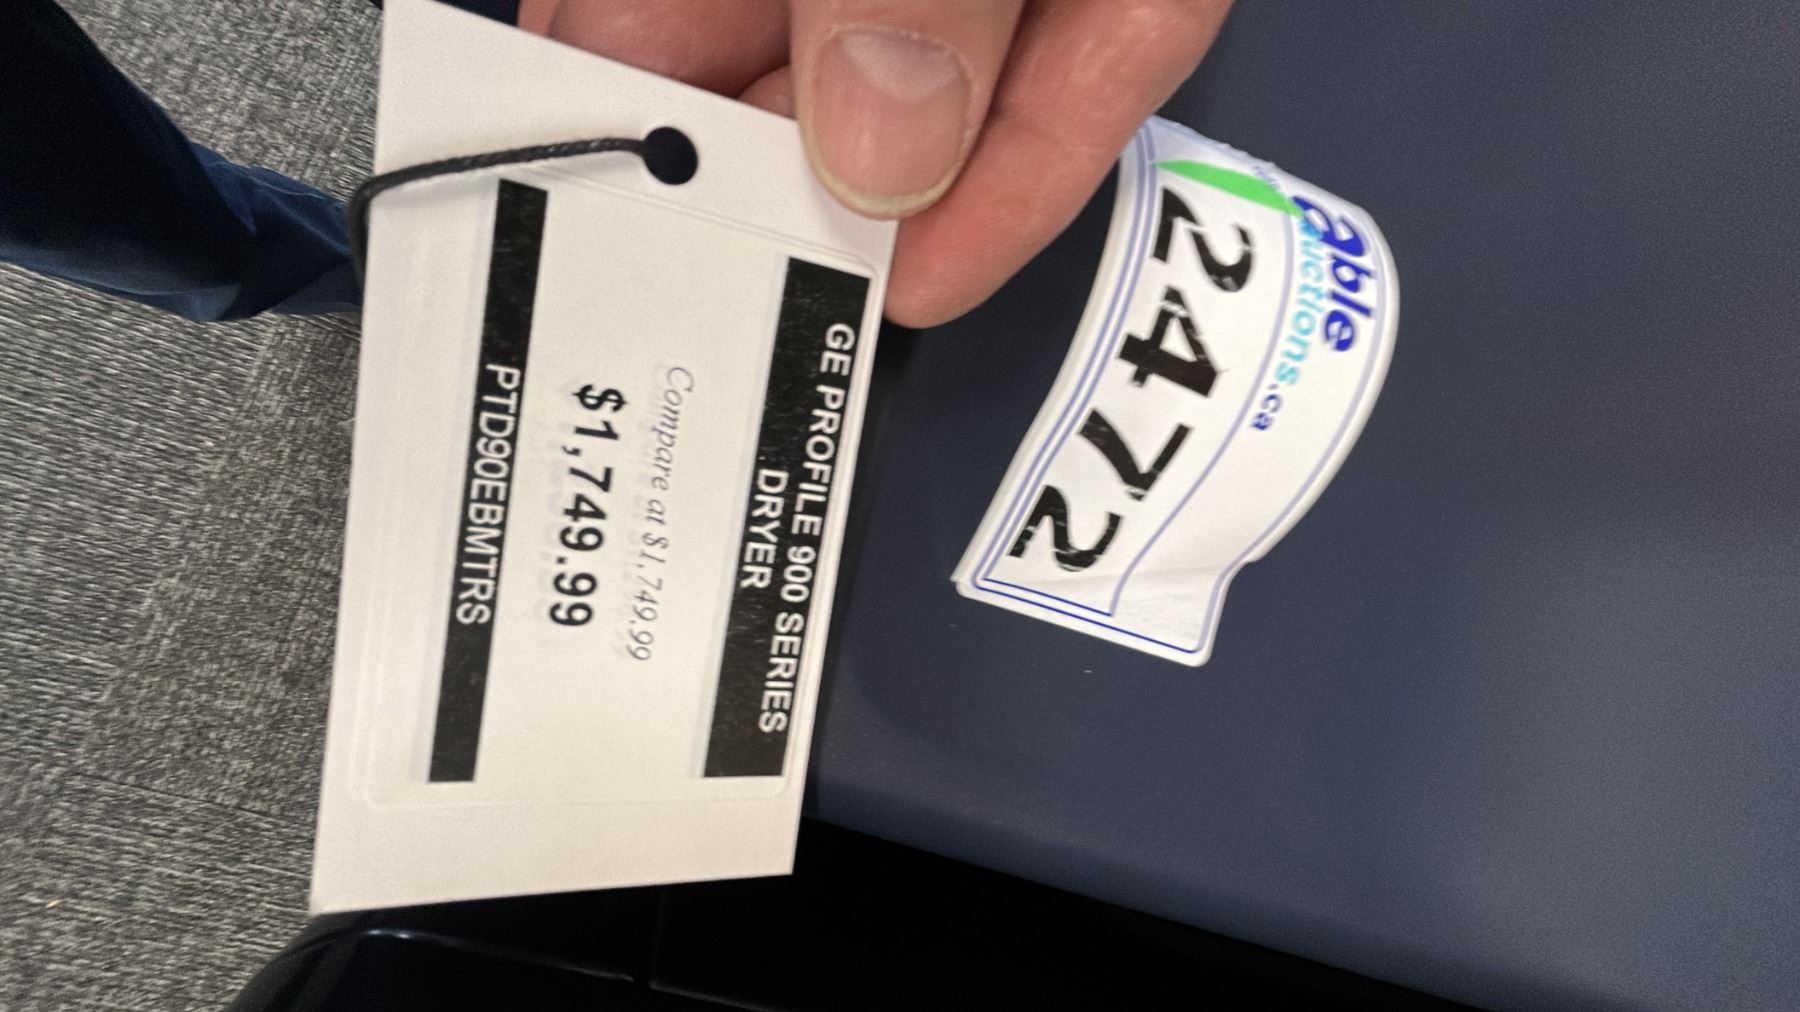 GE PROFILE 900 SERIES
DRYER
Compare at $1,749.99
$1,749.99
PTD90EBMTRS
able
auctions.ca
2472